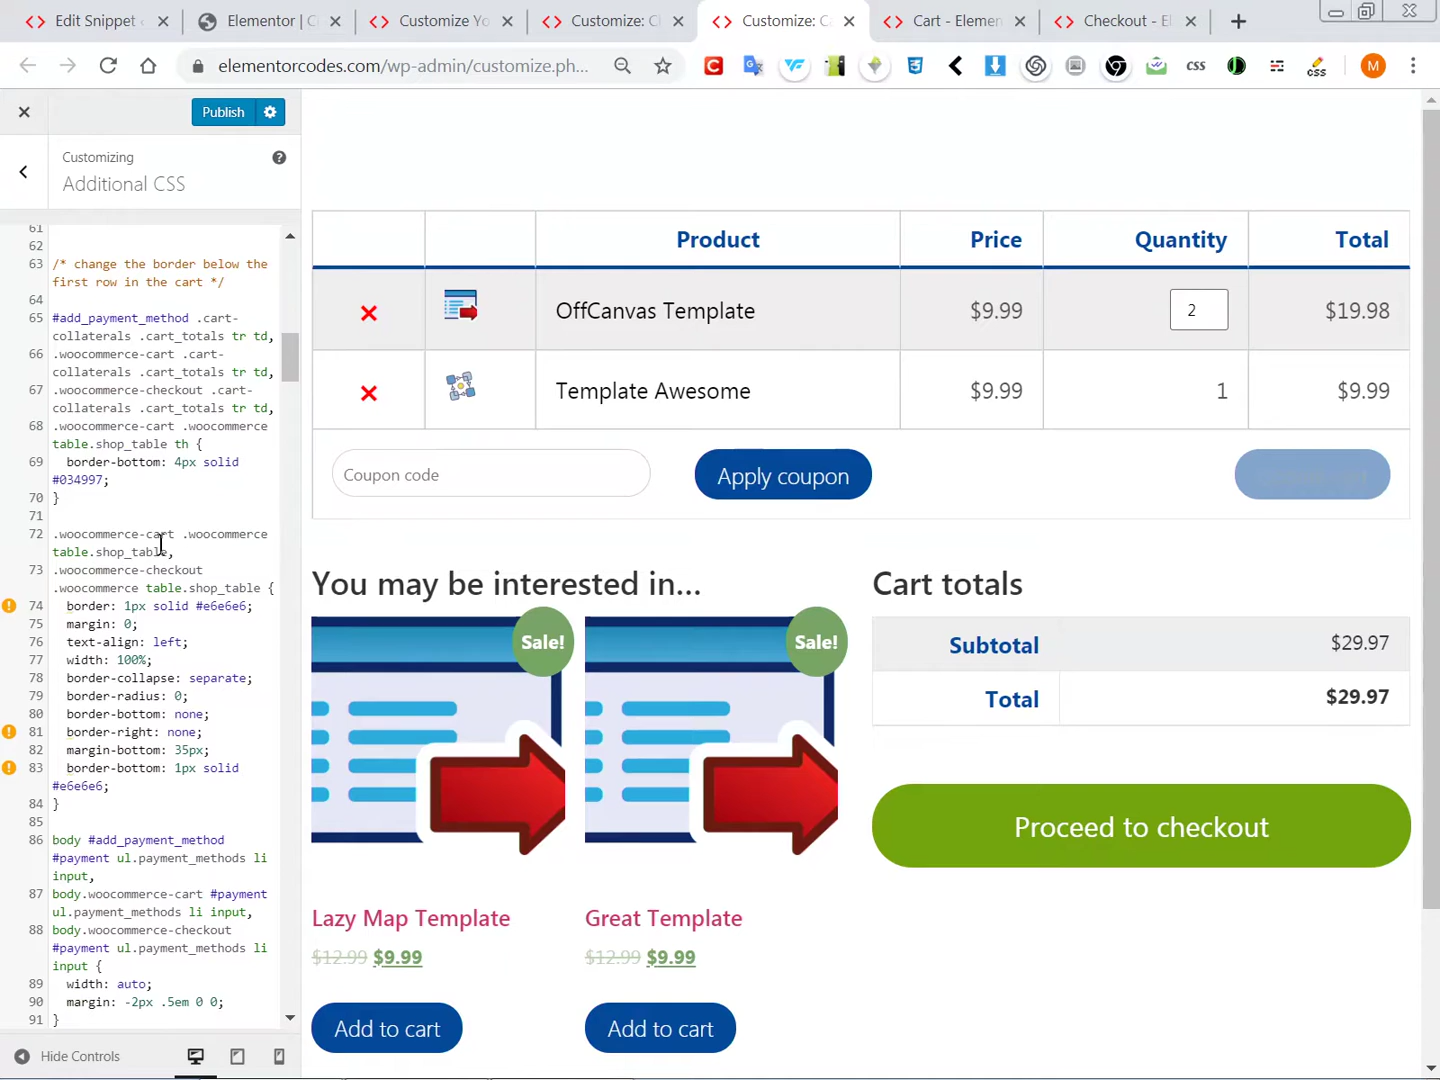 Edit Snippet
Elementor | C
Customize Yo
Customize: C
Customize: C
Cart - Elemen
Checkout - E
elementorcodes.com/wp-admin/customize.ph...
CSS
css
M
Publish
Customizing
Additional CSS
61
62
63 /* change the border below the
first row in the cart */
64
65 #add_payment_method .cart-
collaterals .cart_totals tr td,
66 .woocommerce-cart .cart-
collaterals .cart_totals tr td,
67 .woocommerce-checkout .cart-
collaterals .cart_totals tr td,
68 .woocommerce-cart .woocommerce
table.shop_table th {
69 border-bottom: 4px solid
#034997;
70 }
71
72 .woocommerce-cart .woocommerce
table.shop_table,
73 .woocommerce-checkout
.woocommerce table.shop_table {
74 border: 1px solid #e6e6e6;
75 margin: 0;
76 text-align: left;
77 width: 100%;
78 border-collapse: separate;
79 border-radius: 0;
80 border-bottom: none;
81 border-right: none;
82 margin-bottom: 35px;
83 border-bottom: 1px solid
#e6e6e6;
84 }
85
86 body #add_payment_method
#payment ul.payment_methods li
input,
87 body.woocommerce-cart #payment
ul.payment_methods li input,
88 body.woocommerce-checkout
#payment ul.payment_methods li
input {
89 width: auto;
90 margin: -2px .5em 0 0;
91 }
Hide Controls
Product Price Quantity Total
OffCanvas Template $9.99 2 $19.98
Template Awesome $9.99 1 $9.99
Coupon code
Apply coupon
You may be interested in...
Cart totals
Sale!
Sale!
Subtotal $29.97
Total $29.97
Proceed to checkout
Lazy Map Template
Great Template
$12.99 $9.99
$12.99 $9.99
Add to cart
Add to cart